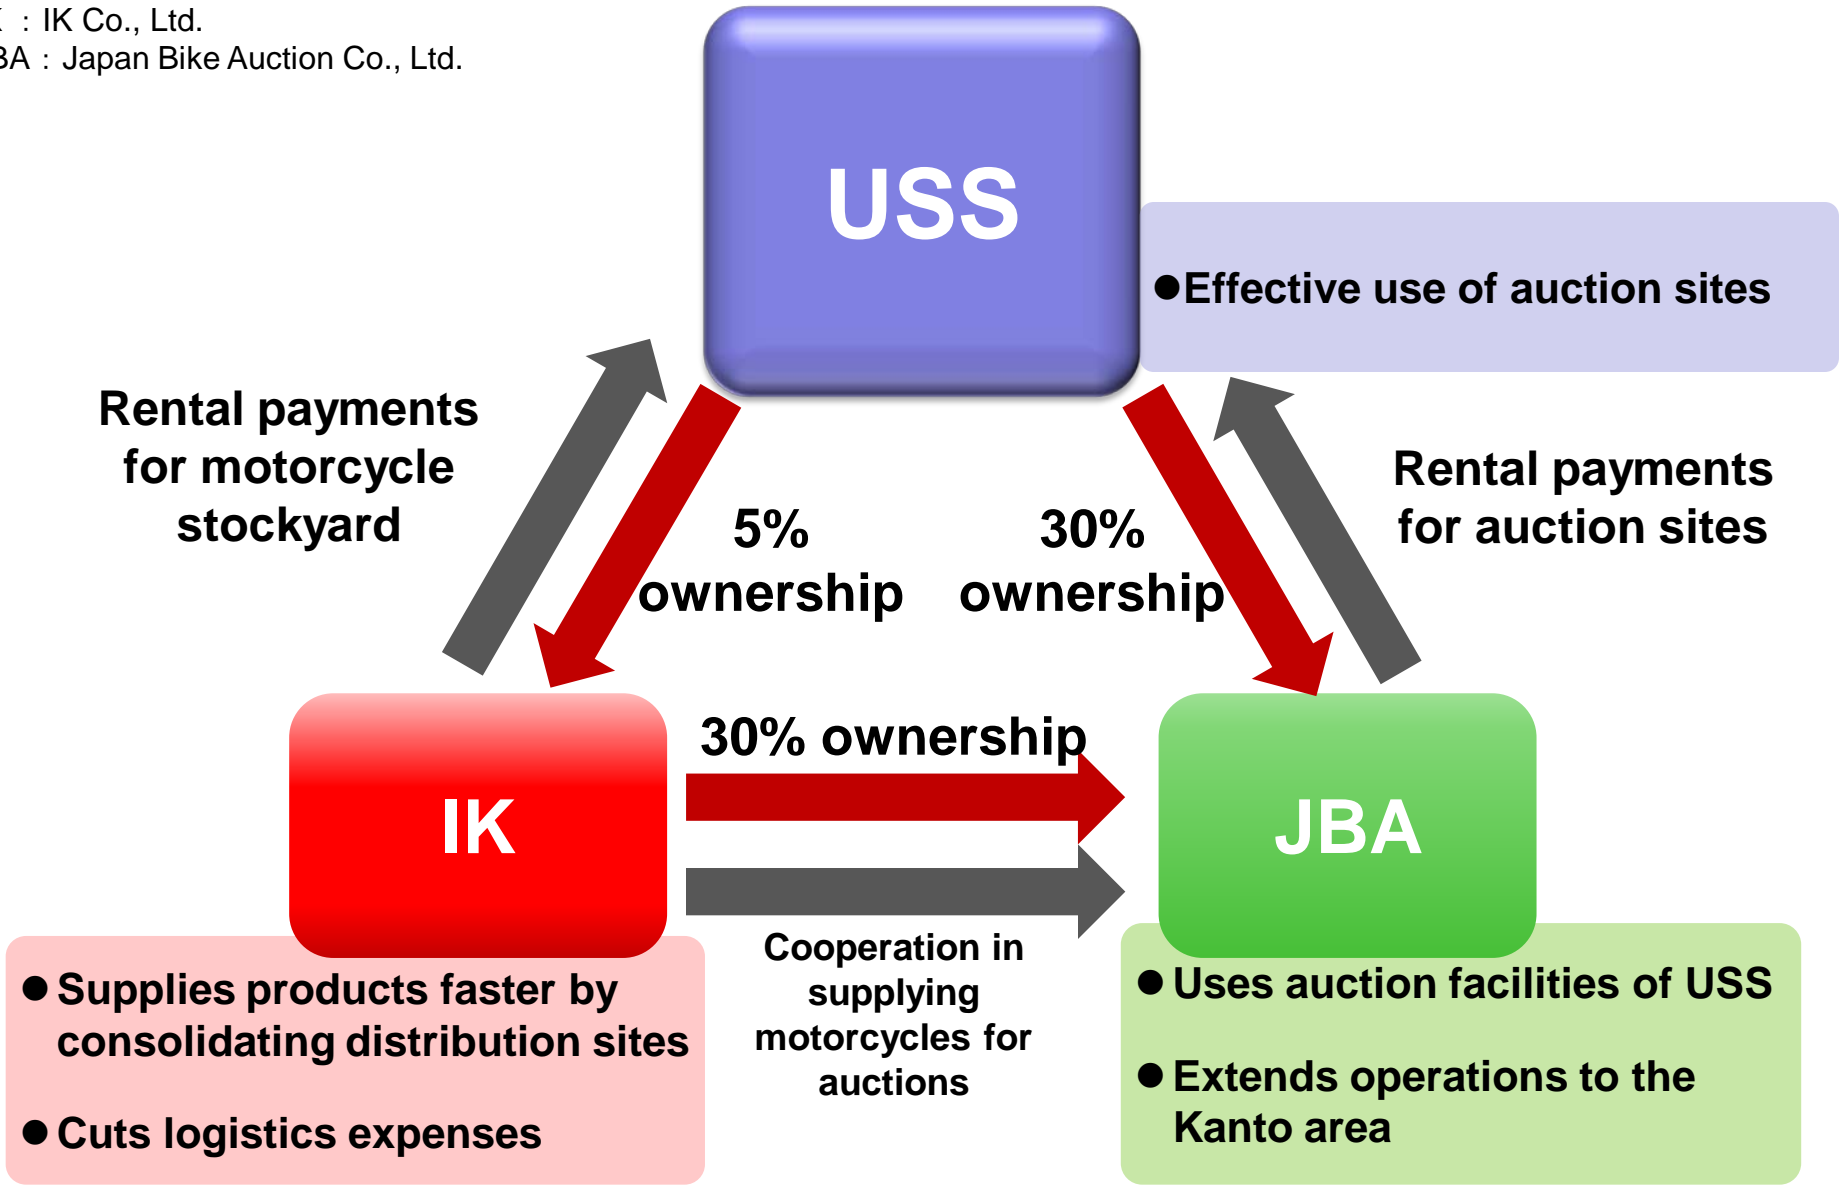 : IK Co., Ltd.
BA : Japan Bike Auction Co., Ltd.
USS
●Effective use of auction sites
Rental payments
for motorcycle
stockyard
Rental payments
for auction sites
5%
ownership
30%
ownership
30% ownership
IK
JBA
Cooperation in
supplying
motorcycles for
auctions
● Supplies products faster by
consolidating distribution sites
● Cuts logistics expenses
● Uses auction facilities of USS
● Extends operations to the
Kanto area